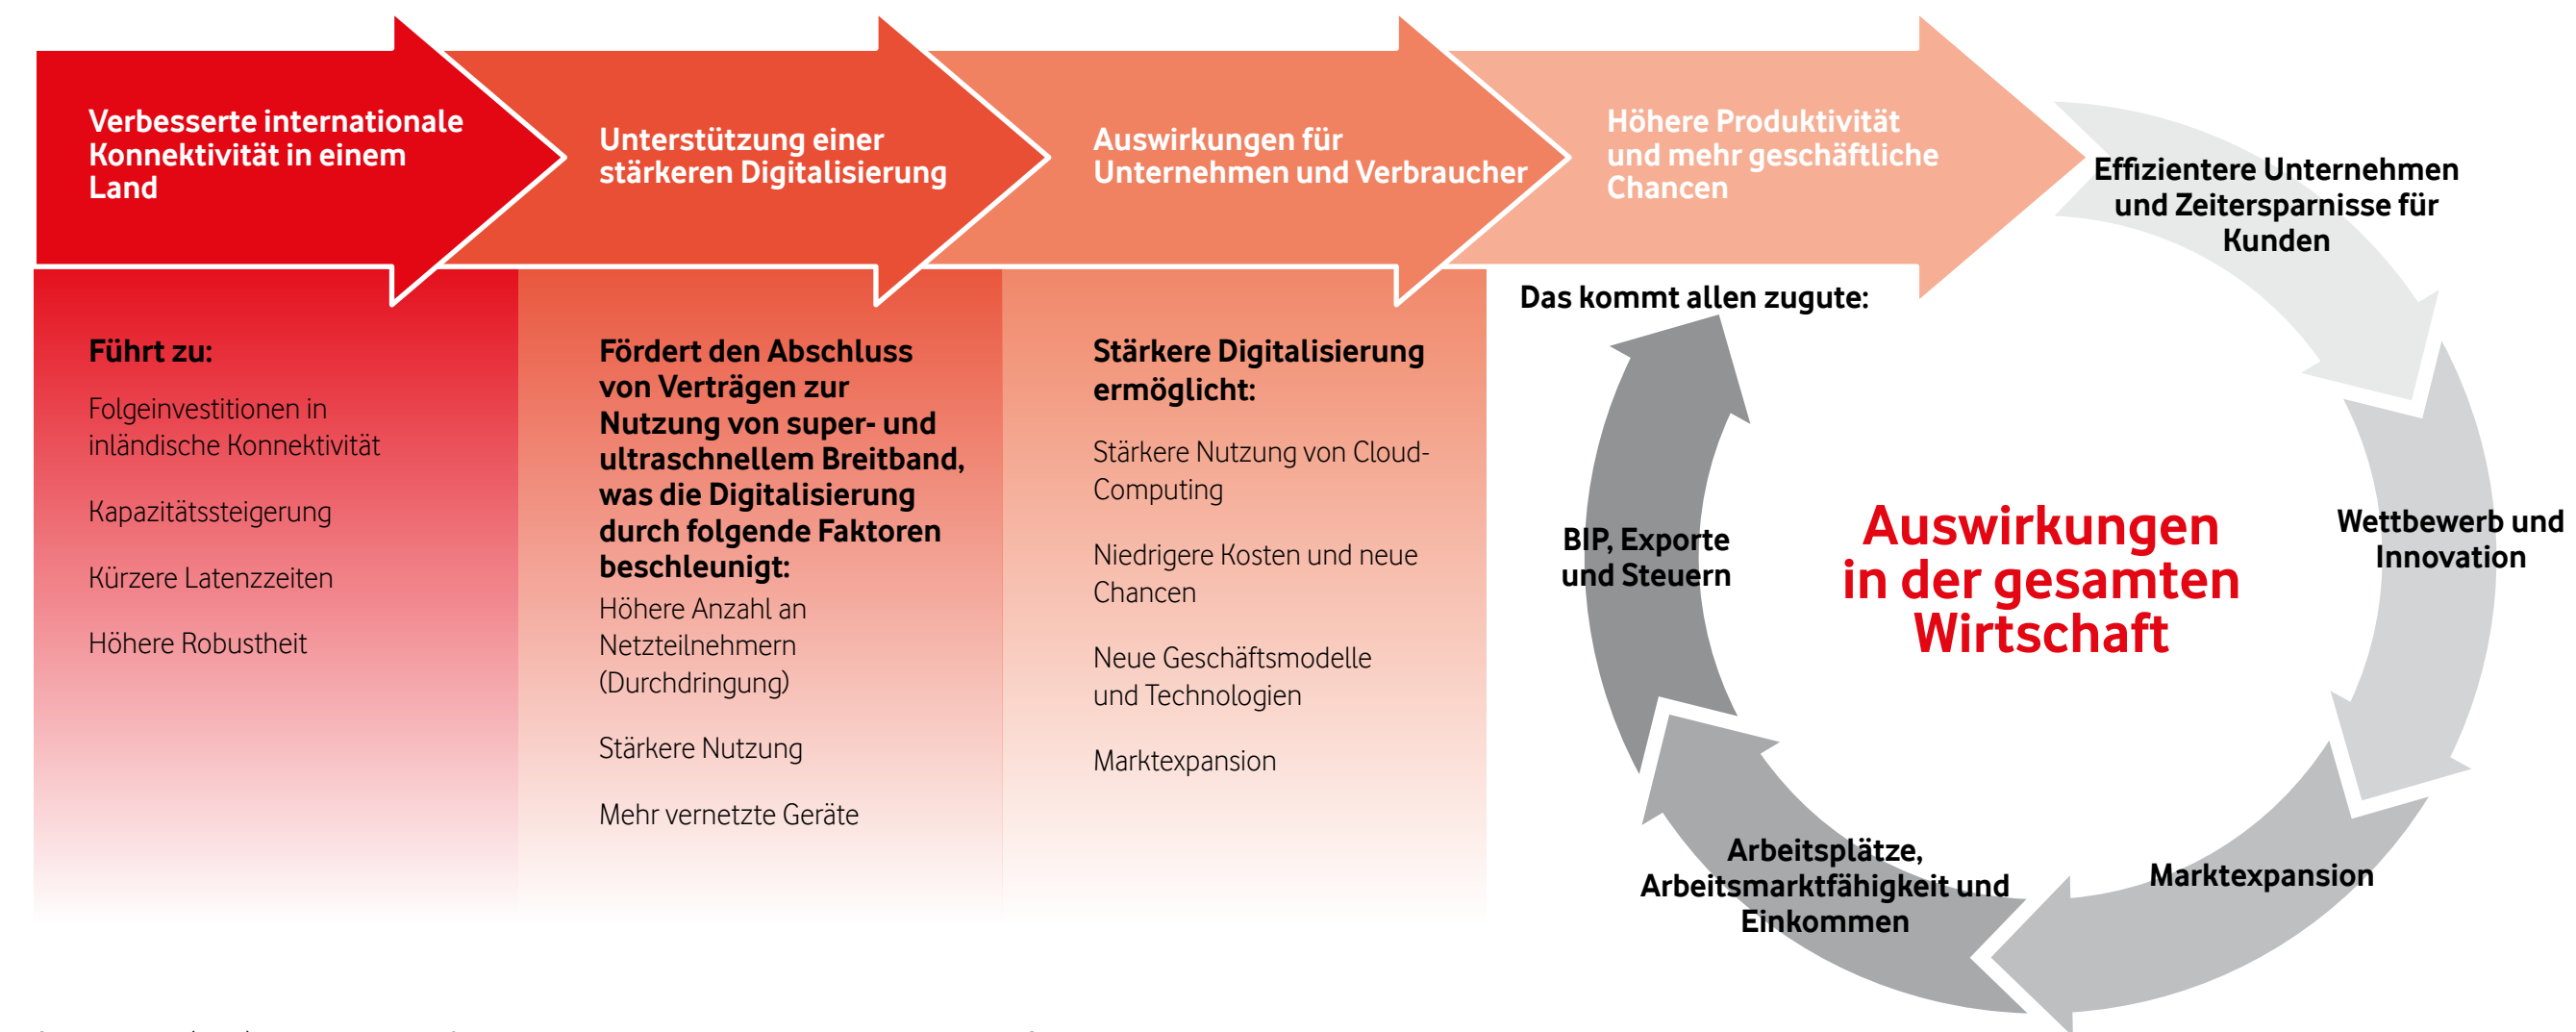 Verbesserte internationale
Konnektivität in einem
Land
Unterstützung einer
stärkeren Digitalisierung
Auswirkungen für
Unternehmen und Verbraucher
Höhere Produktivität
und mehr geschäftliche
Chancen
Führt zu:
Folgeinvestitionen in
inländische Konnektivität
Kapazitätssteigerung
Kürzere Latenzzeiten
Höhere Robustheit
Fördert den Abschluss
von Verträgen zur
Nutzung von super- und
ultraschnellem Breitband,
was die Digitalisierung
durch folgende Faktoren
beschleunigt:
Höhere Anzahl an
Netzteilnehmern
(Durchdringung)
Stärkere Nutzung
Mehr vernetzte Geräte
Stärkere Digitalisierung
ermöglicht:
Stärkere Nutzung von Cloud-
Computing
Niedrigere Kosten und neue
Chancen
Neue Geschäftsmodelle
und Technologien
Marktexpansion
Das kommt allen zugute:
Effizientere Unternehmen
und Zeitersparnisse für
Kunden
Wettbewerb und
Innovation
Marktexpansion
Arbeitsplätze,
Arbeitsmarktfähigkeit und
Einkommen
BIP, Exporte
und Steuern
Auswirkungen
in der gesamten
Wirtschaft